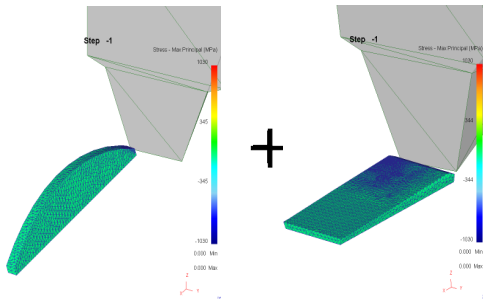 Step -1
Stress - Max Principal (MPa)
1030
345
-345
-1030
0.000 Min
0.000 Max
Z
X Y
+
Step -1
Stress - Max Principal (MPa)
1030
344
-344
-1030
0.000 Min
0.000 Max
Z
X Y